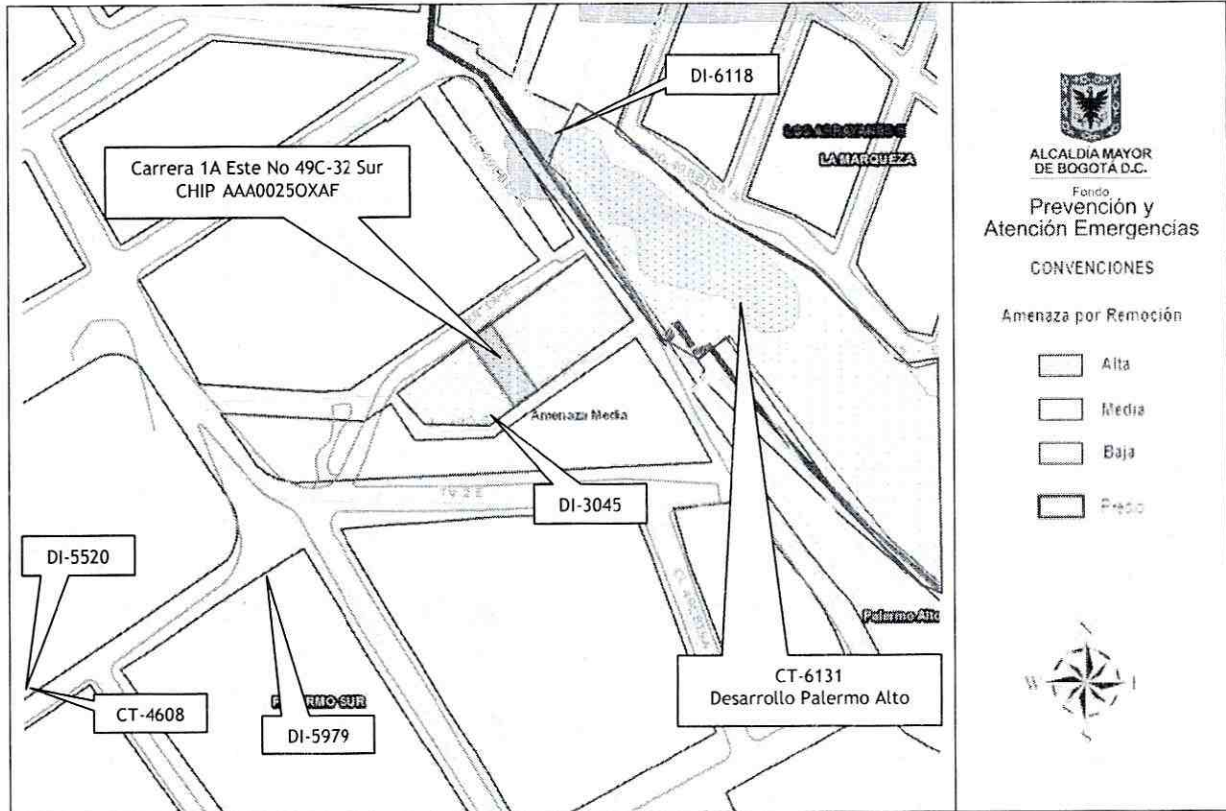 DI-6118
LA MARQUEZA
Carrera 1A Este No 49C-32 Sur
CHIP AAA0025OXAF
Amenaza Media
DI-3045
TV 2 E
DI-5520
CT-4608
DI-5979
Palermo Alto
CT-6131
Desarrollo Palermo Alto
ALCALDÍA MAYOR
DE BOGOTÁ D.C.
Fondo
Prevención y
Atención Emergencias
CONVENCIONES
Amenaza por Remoción
Alta
Media
Baja
Predio
W